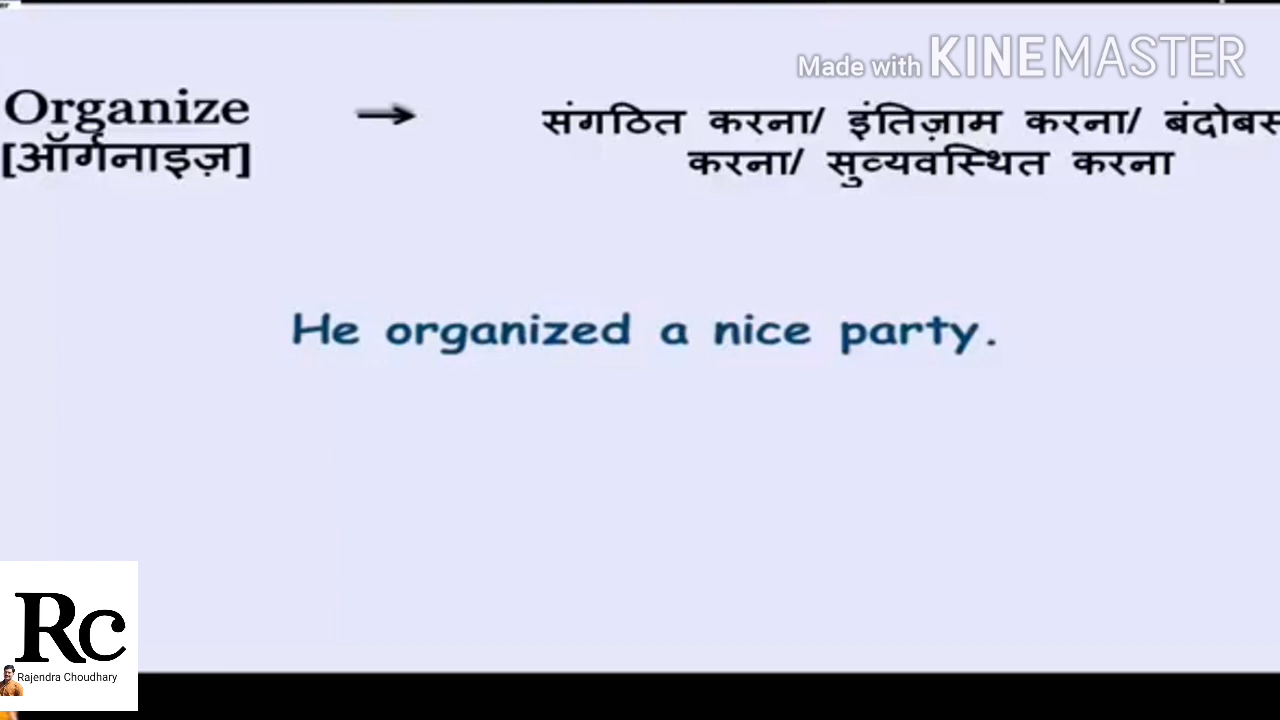 Made with KINEMASTER
Organize → संगठित करना/ इंतिज़ाम करना/
[ऑर्गनाइज़] करना/ सुव्यवस्थित करना
He organized a nice party.
Rc
Rajendra Choudhary